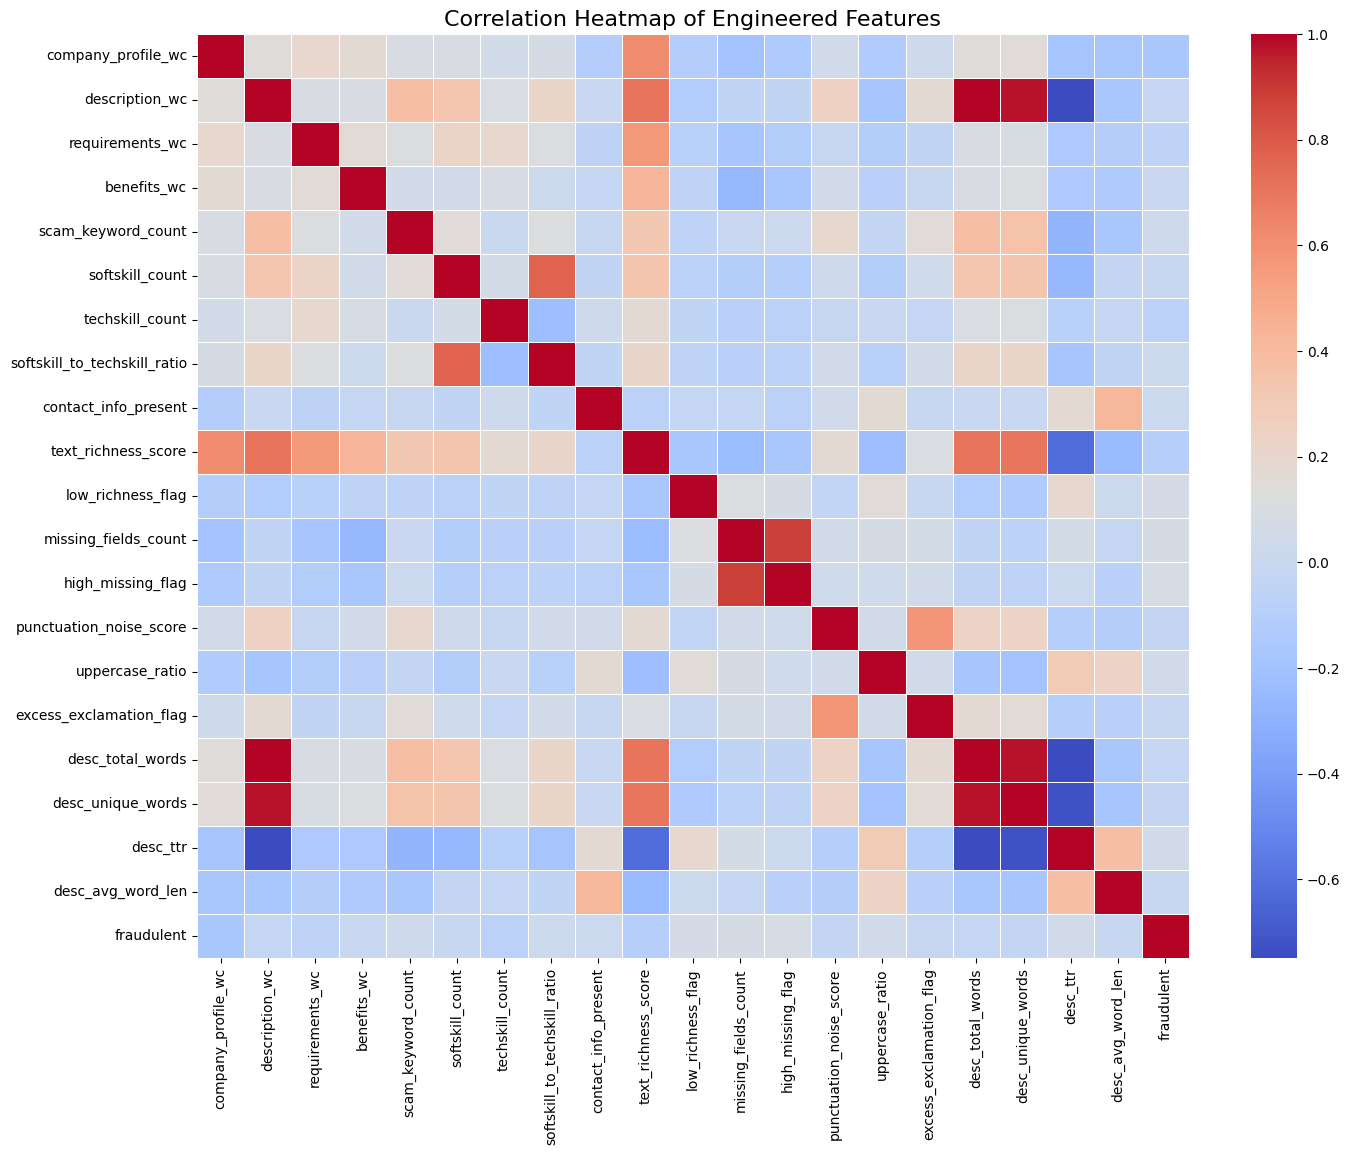 Correlation Heatmap of Engineered Features
company_profile_wc
description_wc
requirements_wc
benefits_wc
scam_keyword_count
softskill_count
techskill_count
softskill_to_techskill_ratio
contact_info_present
text_richness_score
low_richness_flag
missing_fields_count
high_missing_flag
punctuation_noise_score
uppercase_ratio
excess_exclamation_flag
desc_total_words
desc_unique_words
desc_ttr
desc_avg_word_len
fraudulent
company_profile_wc
description_wc
requirements_wc
benefits_wc
scam_keyword_count
softskill_count
techskill_count
softskill_to_techskill_ratio
contact_info_present
text_richness_score
low_richness_flag
missing_fields_count
high_missing_flag
punctuation_noise_score
uppercase_ratio
excess_exclamation_flag
desc_total_words
desc_unique_words
desc_ttr
desc_avg_word_len
fraudulent
1.0
0.8
0.6
0.4
0.2
0.0
−0.2
−0.4
−0.6